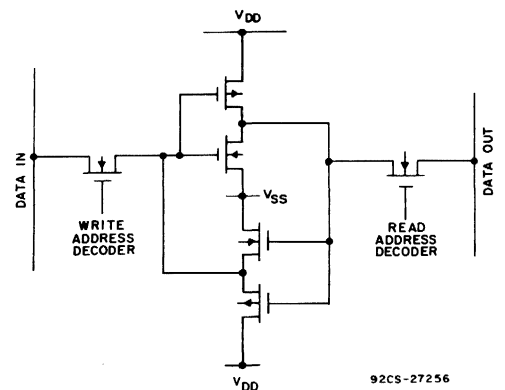 VDD
DATA IN
WRITE
ADDRESS
DECODER
VSS
READ
ADDRESS
DECODER
DATA OUT
VDD
92CS-27256